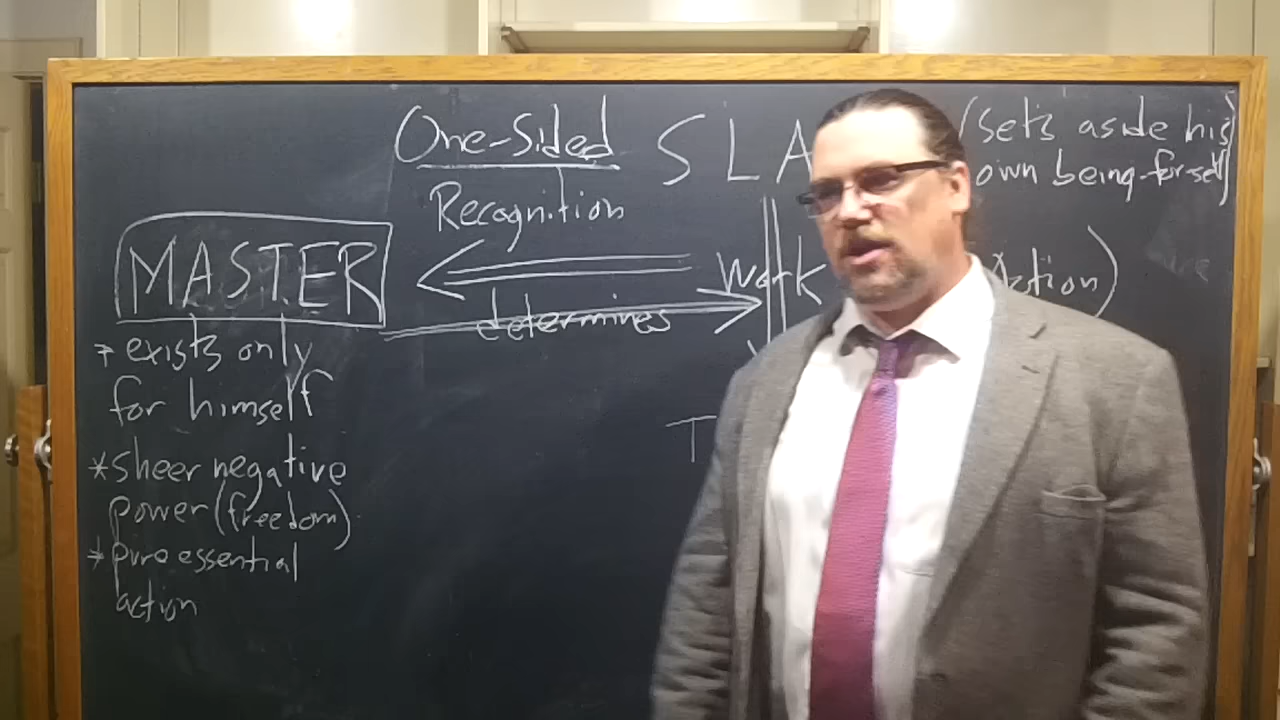 One-Sided
Recognition
SLA
(sets aside his
own being-for-self)
MASTER
Work
determines
exists only
for himself
*sheer negative
power (freedom)
*pure essential
action
T